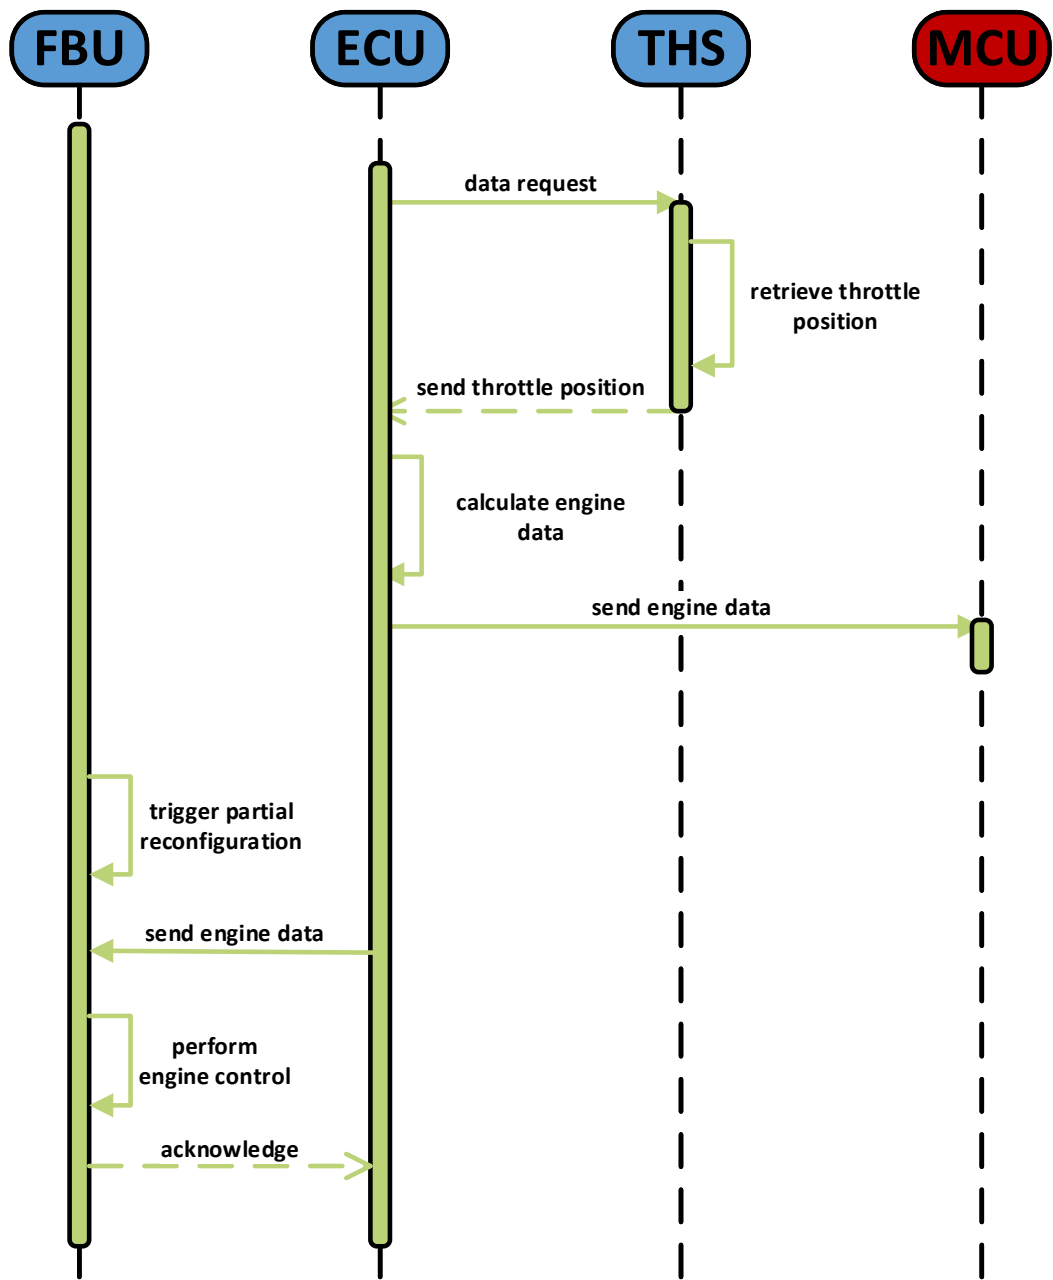 FBU
ECU
THS
MCU
data request
retrieve throttle
position
send throttle position
calculate engine
data
send engine data
trigger partial
reconfiguration
send engine data
perform
engine control
acknowledge